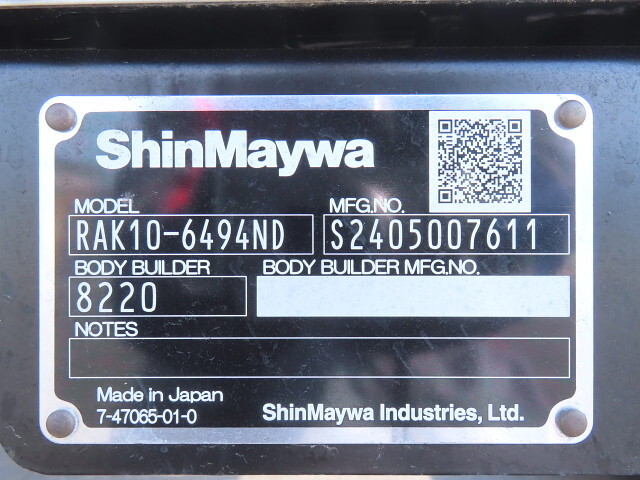 ShinMaywa
MODEL MFG.NO.
RAK10-6494ND S2405007611
BODY BUILDER BODY BUILDER MFG.NO.
8220
NOTES
Made in Japan
7-47065-01-0 ShinMaywa Industries, Ltd.